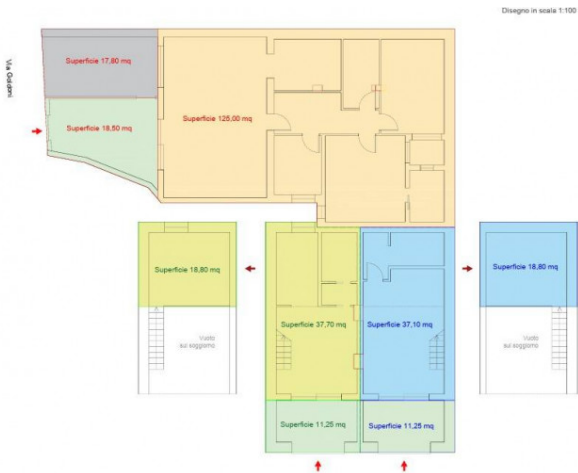 Disegno in scala 1:100
Via Goldoni
Superficie 17,80 mq
Superficie 18,50 mq
Superficie 125,00 mq
Superficie 18,80 mq
Superficie 18,80 mq
Superficie 37,70 mq
Superficie 37,10 mq
Vuoto
sul soggiorno
Vuoto
sul soggiorno
Superficie 11,25 mq
Superficie 11,25 mq